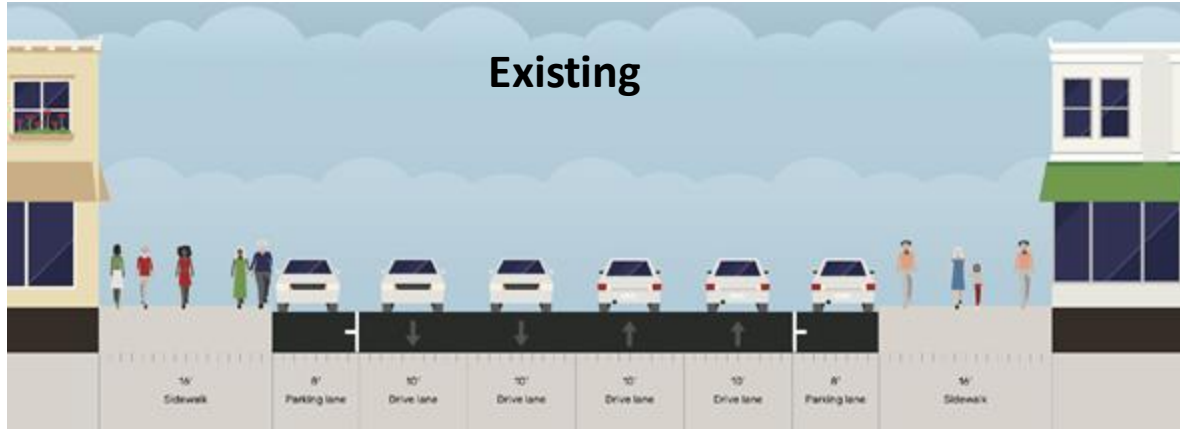 Existing
16'
Sidewalk
8'
Parking lane
10'
Drive lane
10'
Drive lane
10'
Drive lane
10'
Drive lane
8'
Parking lane
16'
Sidewalk